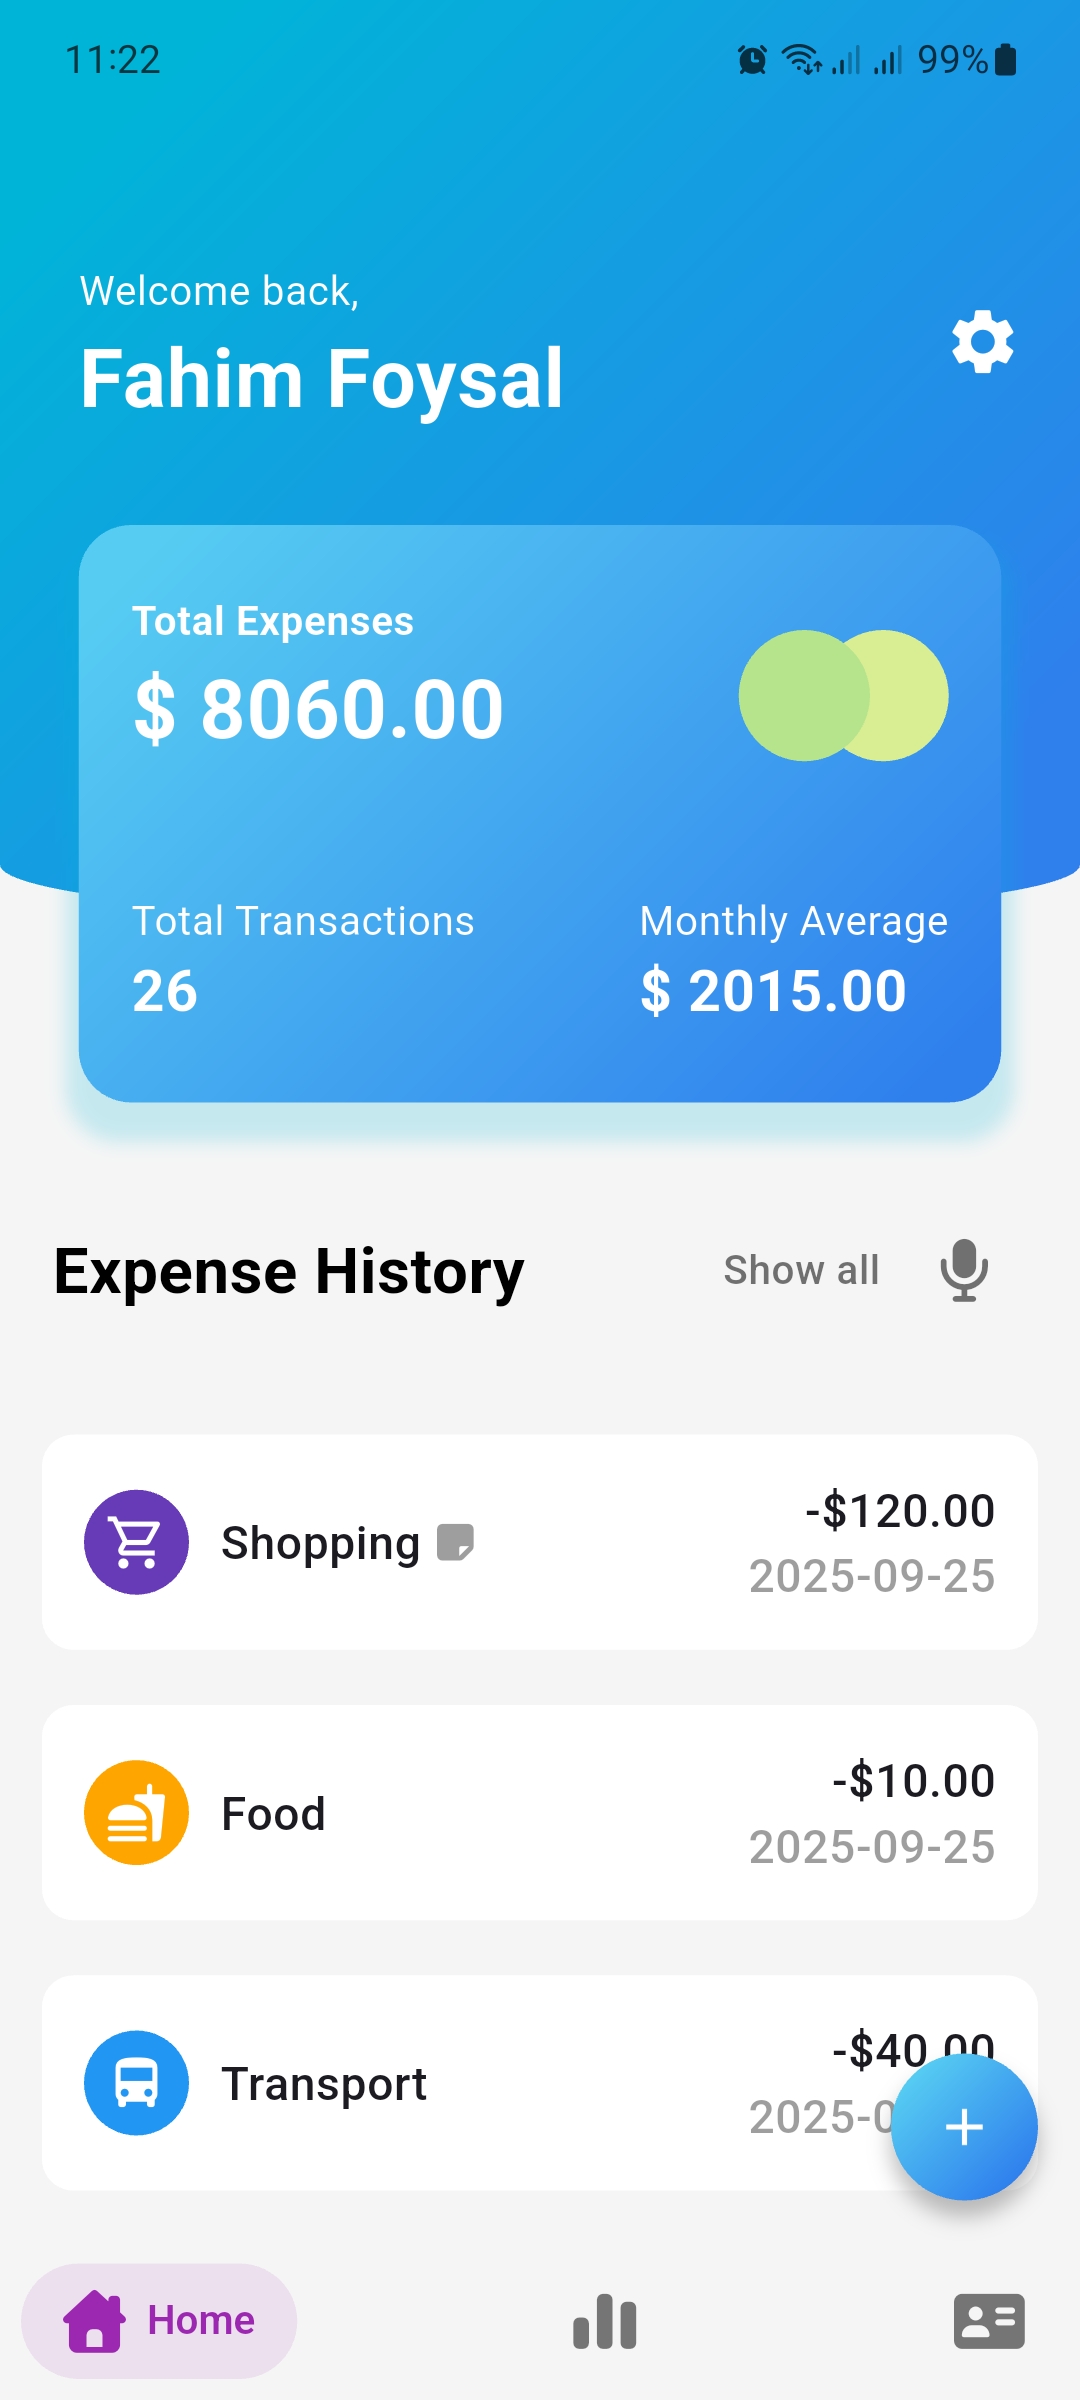 11:22 99%
Welcome back,
Fahim Foysal
Total Expenses
$ 8060.00
Total Transactions Monthly Average
26 $ 2015.00
Expense History Show all
-$120.00
Shopping
2025-09-25
-$10.00
Food
2025-09-25
-$40.00
Transport
2025-0
Home